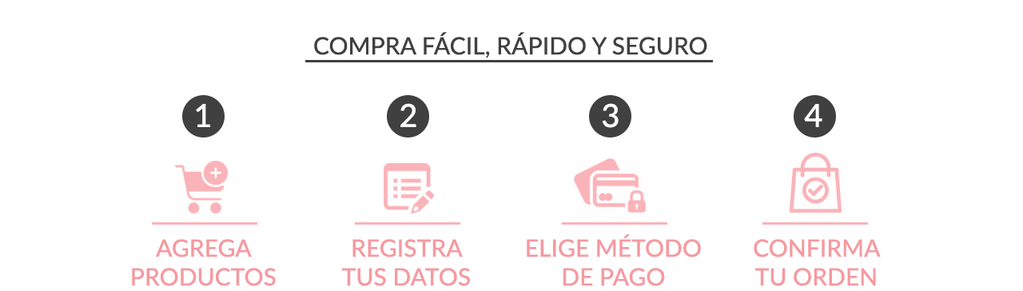 COMPRA FÁCIL, RÁPIDO Y SEGURO
1
2
3
4
AGREGA
PRODUCTOS
REGISTRA
TUS DATOS
ELIGE MÉTODO
DE PAGO
CONFIRMA
TU ORDEN